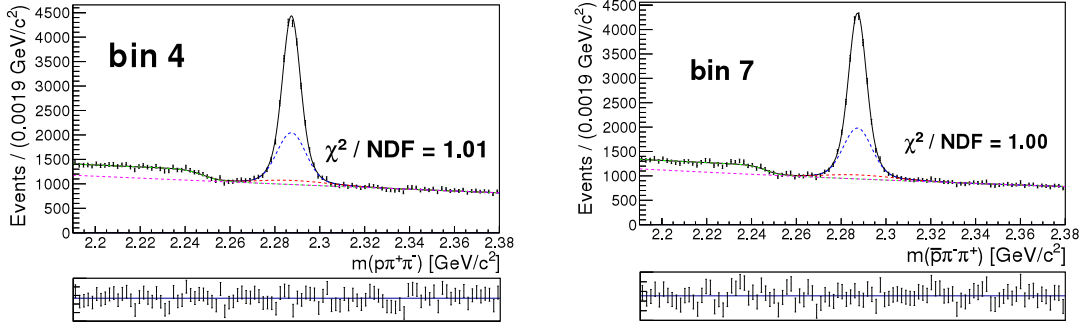 Events / (0.0019 GeV/c²)
4500
4000
3500
3000
2500
2000
1500
1000
500
0
bin 4
χ² / NDF = 1.01
2.2 2.22 2.24 2.26 2.28 2.3 2.32 2.34 2.36 2.38
m(pπ⁺π⁻) [GeV/c²]
Events / (0.0019 GeV/c²)
4500
4000
3500
3000
2500
2000
1500
1000
500
0
bin 7
χ² / NDF = 1.00
2.2 2.22 2.24 2.26 2.28 2.3 2.32 2.34 2.36 2.38
m(p̅π⁻π⁺) [GeV/c²]